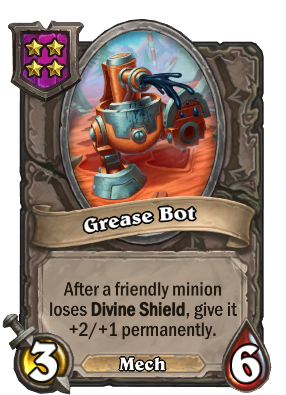 Grease Bot
After a friendly minion
loses Divine Shield, give it
+2/+1 permanently.
3
Mech
6